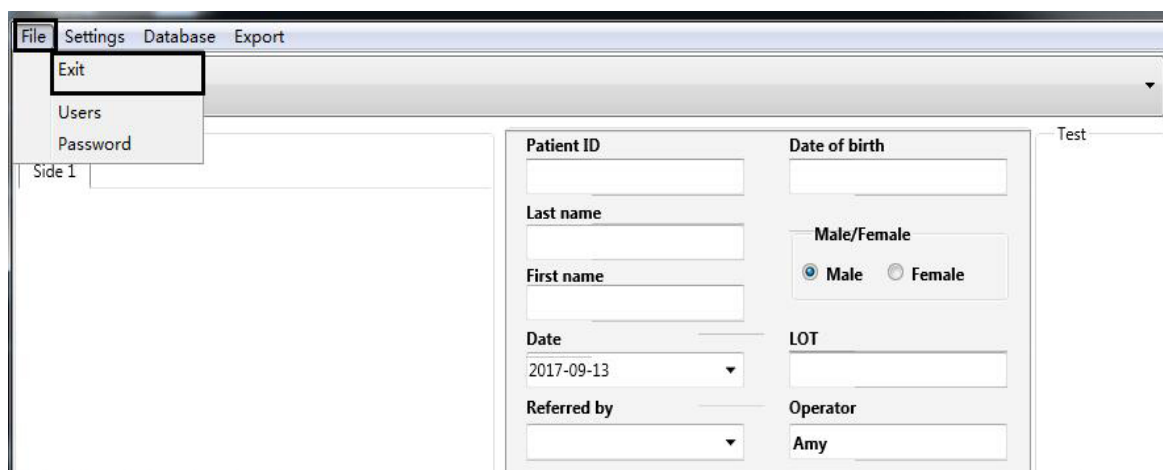 File Settings Database Export
Exit
Users
Password
Side 1
Patient ID Date of birth
Test
Last name
Male/Female
Male Female
First name
Date LOT
2017-09-13
Referred by Operator
Amy